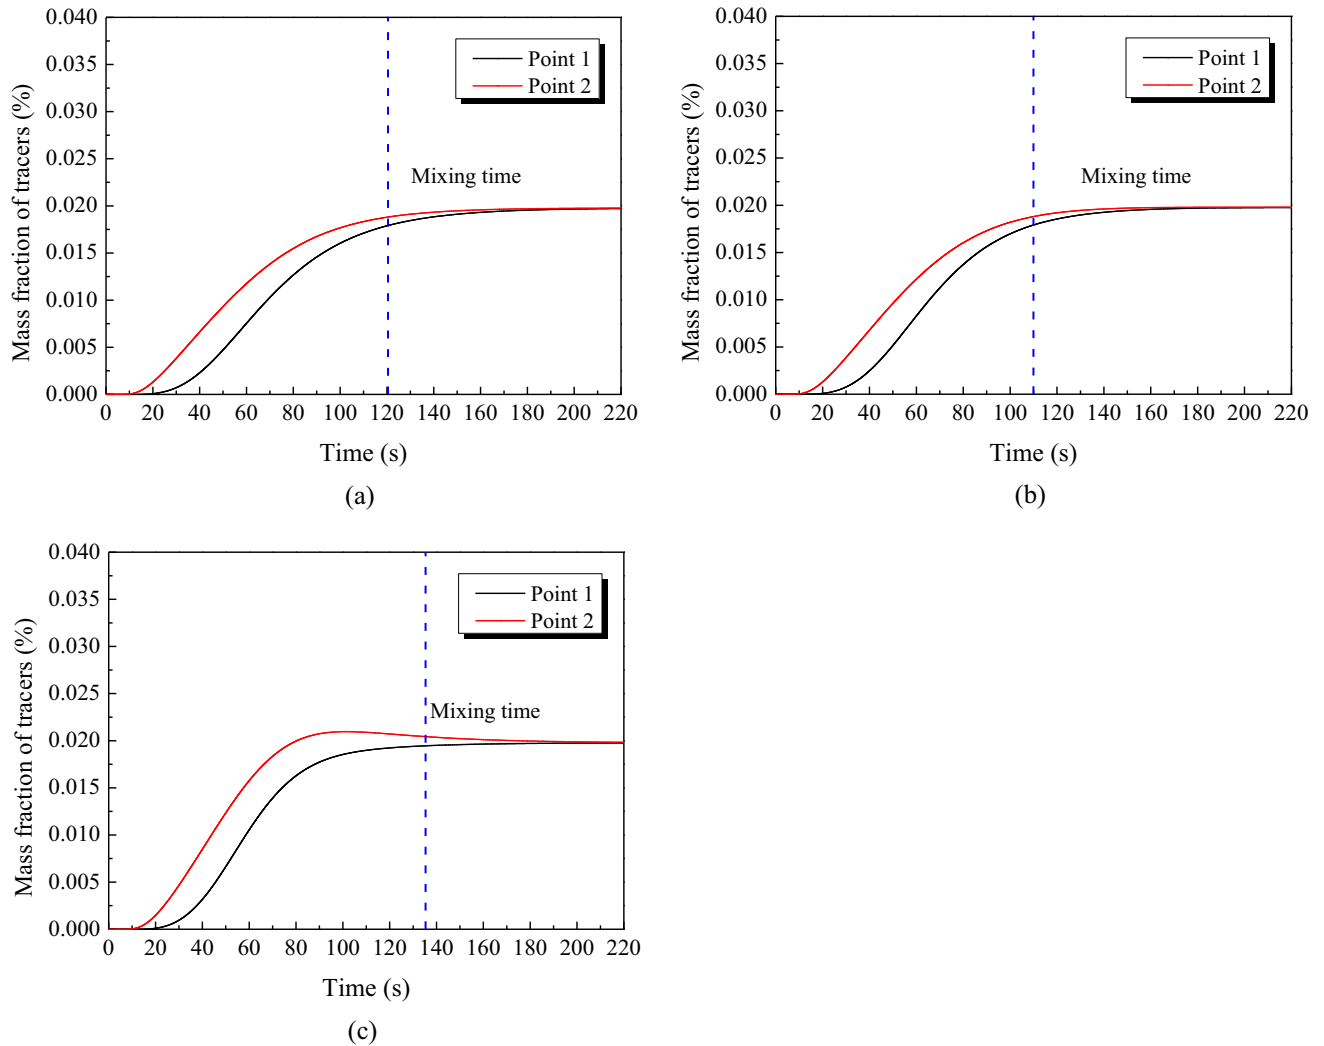 0.040
0.035
0.030
0.025
0.020
0.015
0.010
0.005
0.000
Mass fraction of tracers (%)
Point 1
Point 2
Mixing time
0 20 40 60 80 100 120 140 160 180 200 220
Time (s)
(a)
0.040
0.035
0.030
0.025
0.020
0.015
0.010
0.005
0.000
Mass fraction of tracers (%)
Point 1
Point 2
Mixing time
0 20 40 60 80 100 120 140 160 180 200 220
Time (s)
(b)
0.040
0.035
0.030
0.025
0.020
0.015
0.010
0.005
0.000
Mass fraction of tracers (%)
Point 1
Point 2
Mixing time
0 20 40 60 80 100 120 140 160 180 200 220
Time (s)
(c)